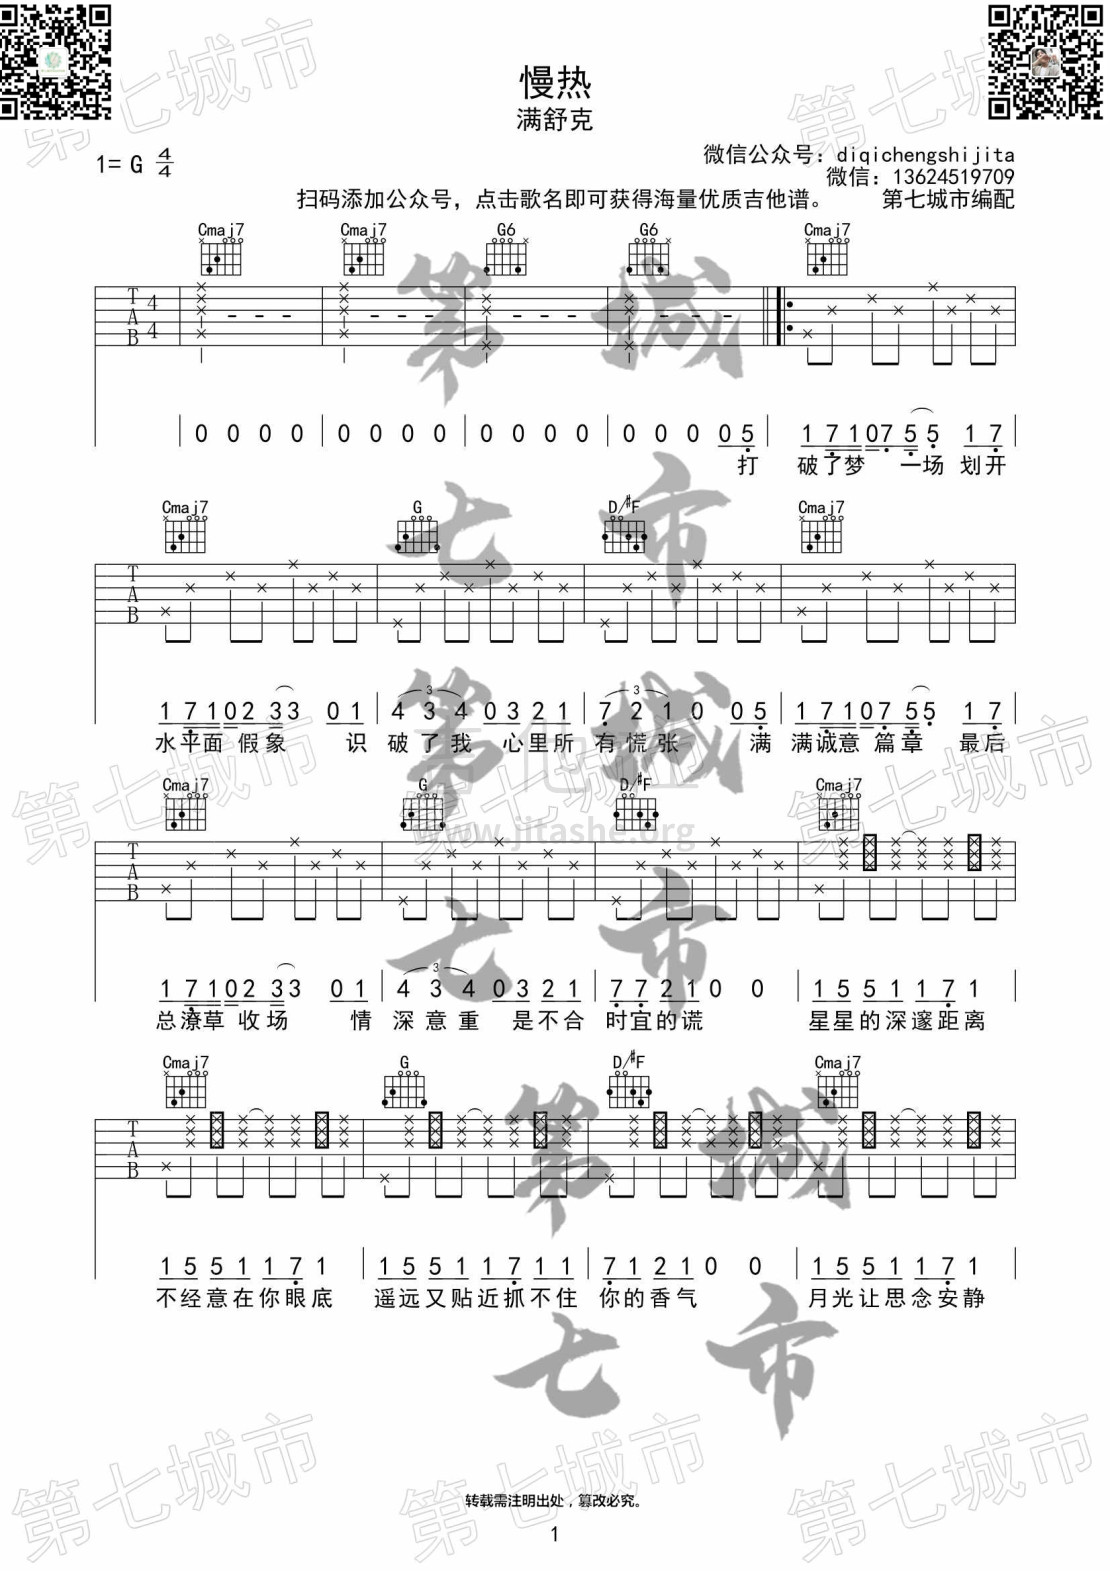 慢热
满舒克
1= G 4/4
微信公众号：diqichengshijita
微信：13624519709
扫码添加公众号，点击歌名即可获得海量优质吉他谱。 第七城市编配
Cmaj7 Cmaj7 G6 G6 Cmaj7
T A B 4 4
0 0 0 0 0 0 0 0 0 0 0 0 0 0 0 0 5 1 7 1 0 7 5 5 1 7
打 破了梦 一场 划开
Cmaj7 G D/#F Cmaj7
T A B
3 3
1 7 1 0 2 3 3 0 1 4 3 4 0 3 2 1 7 2 1 0 0 5 1 7 1 0 7 5 5 1 7
水平面 假象 识 破了我 心里所 有慌张 满 满诚意 篇章 最后
Cmaj7 G D/#F Cmaj7
T A B
3
1 7 1 0 2 3 3 0 1 4 3 4 0 3 2 1 7 7 2 1 0 0 1 5 5 1 1 7 1
总潦草 收场 情 深意重 是不合 时宜的谎 星星的深邃距离
Cmaj7 G D/#F Cmaj7
T A B
1 5 5 1 1 7 1 1 5 5 1 1 7 1 1 7 1 2 1 0 0 1 5 5 1 1 7 1
不经意在你眼底 遥远又贴近抓不住 你的香气 月光让思念安静
转载需注明出处，篡改必究。
1
第七城市
www.jitashe.org